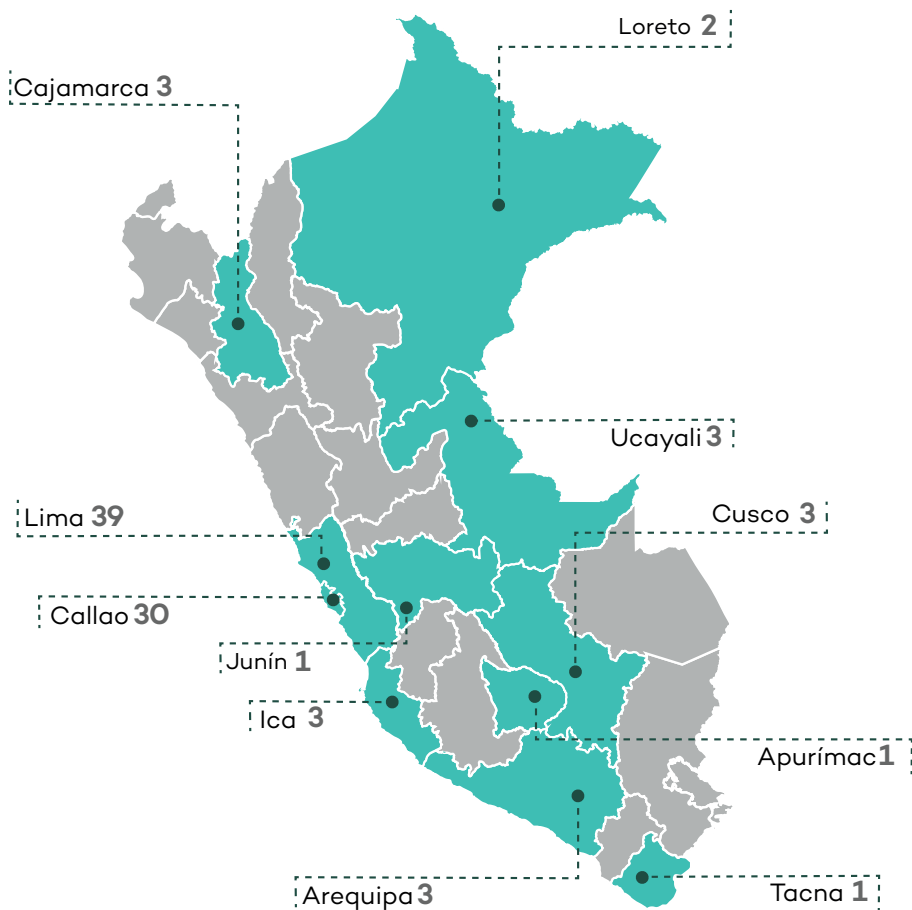 Loreto 2
Cajamarca 3
Ucayali 3
Cusco 3
Lima 39
Callao 30
Junín 1
Ica 3
Apurímac 1
Arequipa 3
Tacna 1